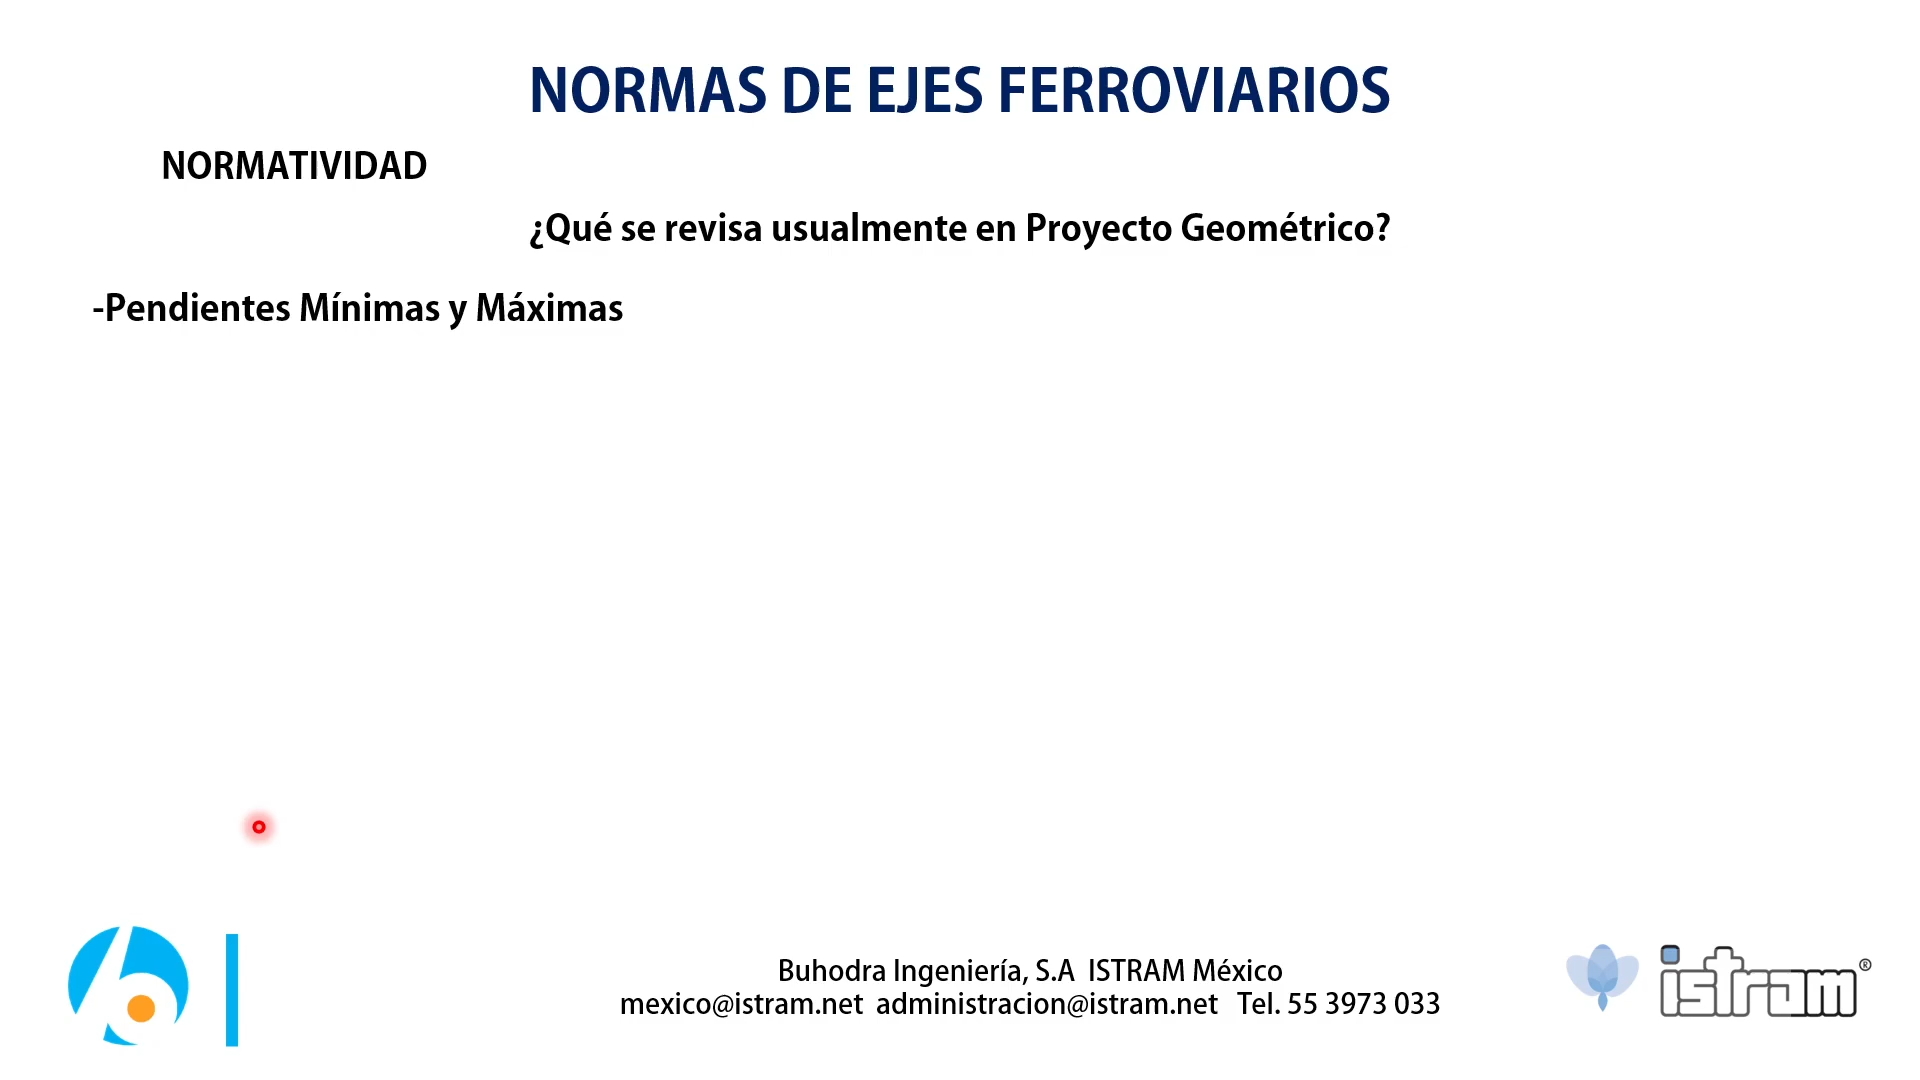 NORMAS DE EJES FERROVIARIOS
NORMATIVIDAD
¿Qué se revisa usualmente en Proyecto Geométrico?
-Pendientes Mínimas y Máximas
Buhodra Ingeniería, S.A  ISTRAM México
mexico@istram.net  administracion@istram.net   Tel. 55 3973 033
istram®